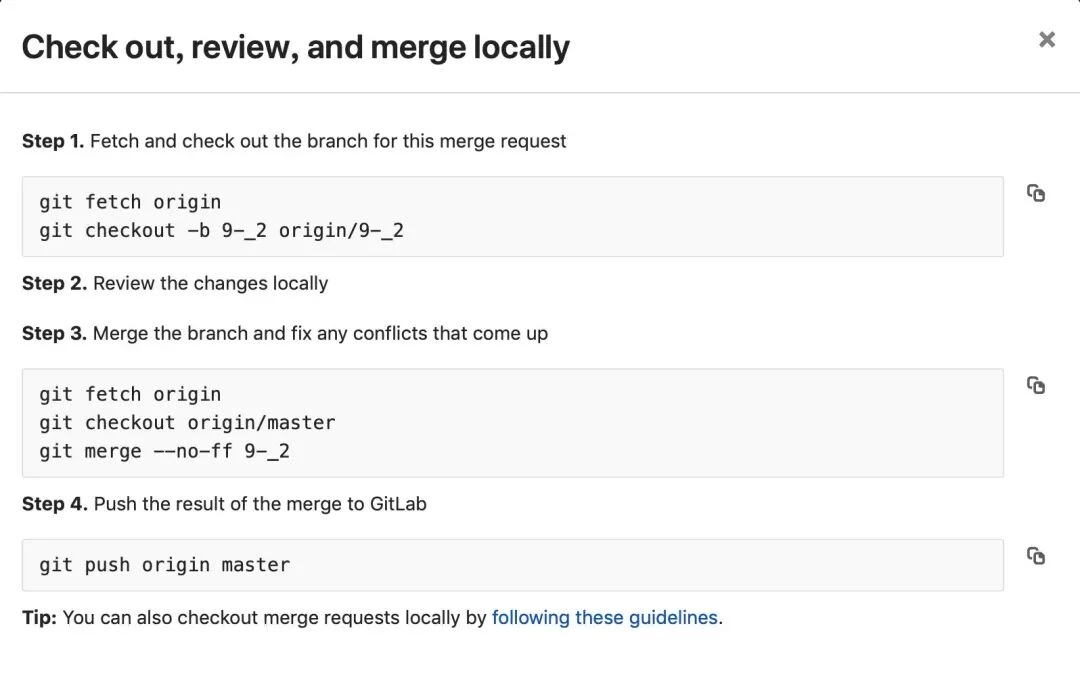 Check out, review, and merge locally
Step 1. Fetch and check out the branch for this merge request
git fetch origin
git checkout -b 9-_2 origin/9-_2
Step 2. Review the changes locally
Step 3. Merge the branch and fix any conflicts that come up
git fetch origin
git checkout origin/master
git merge --no-ff 9-_2
Step 4. Push the result of the merge to GitLab
git push origin master
Tip: You can also checkout merge requests locally by following these guidelines.